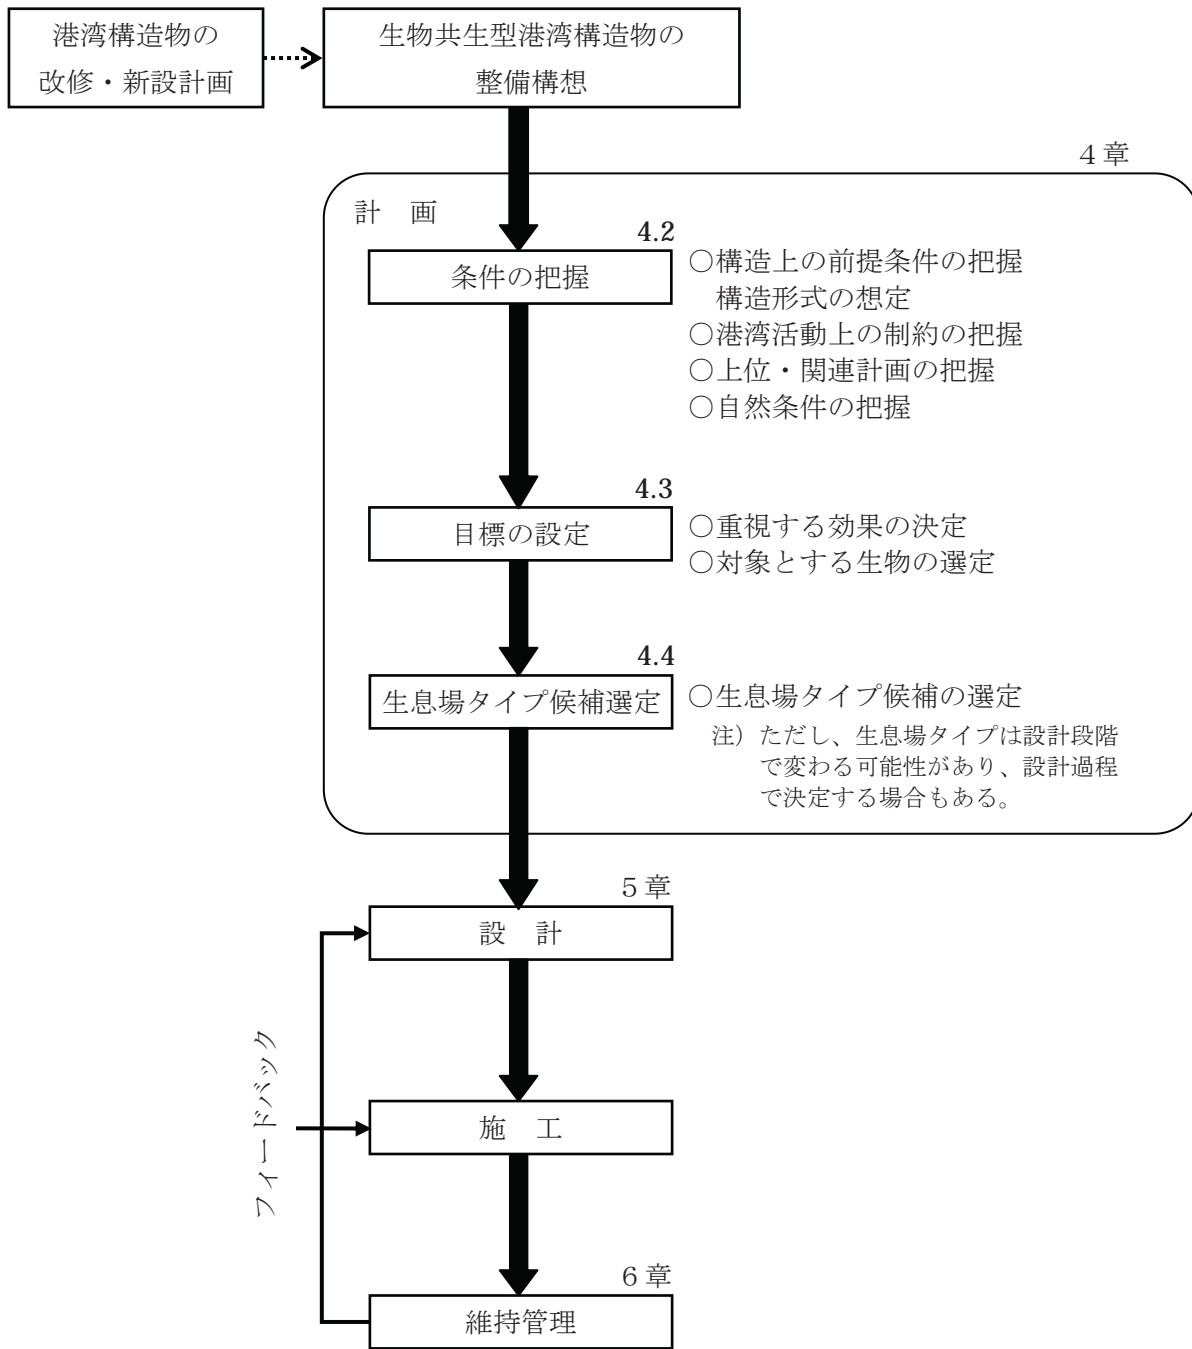 港湾構造物の
改修・新設計画
生物共生型港湾構造物の
整備構想
４章
計　画
4.2
条件の把握
○構造上の前提条件の把握
構造形式の想定
○港湾活動上の制約の把握
○上位・関連計画の把握
○自然条件の把握
4.3
目標の設定
○重視する効果の決定
○対象とする生物の選定
4.4
生息場タイプ候補選定
○生息場タイプ候補の選定
注）ただし、生息場タイプは設計段階
で変わる可能性があり、設計過程
で決定する場合もある。
５章
設　計
フィードバック
施　工
６章
維持管理